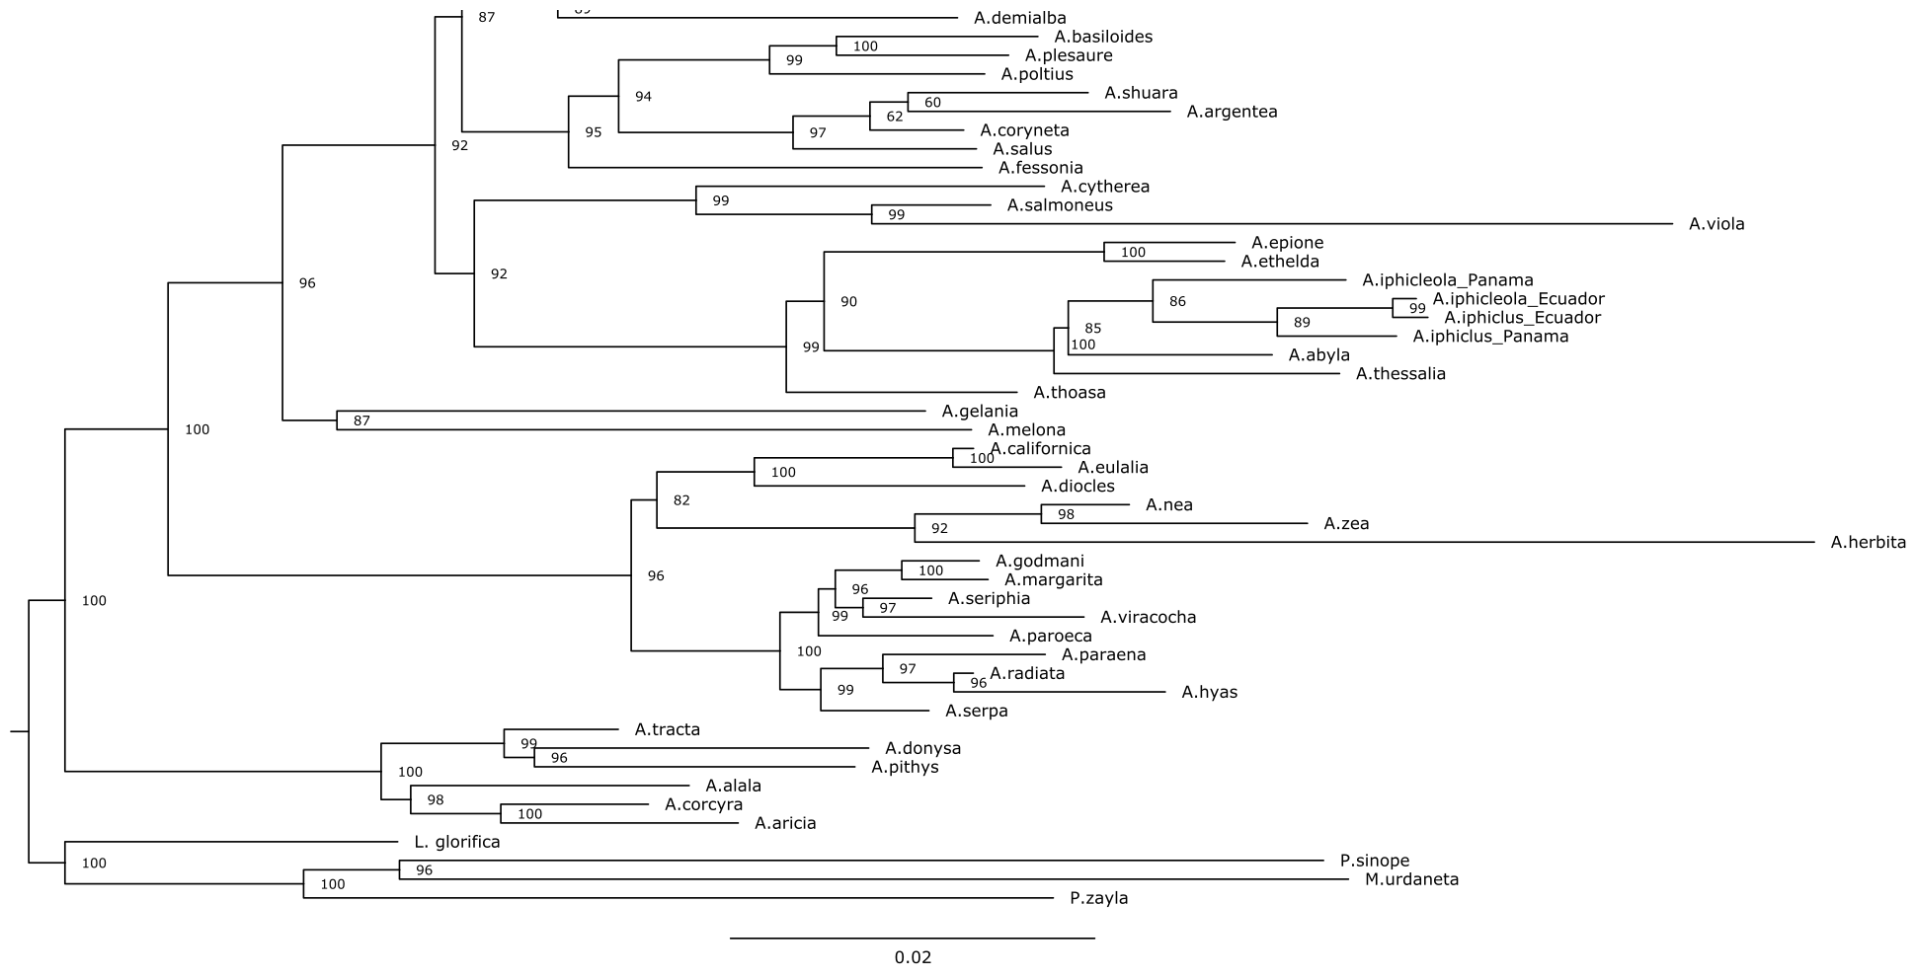 87
A.demialba
A.basiloides
100
A.plesaure
99
A.poltius
94
A.shuara
60
A.argentea
62
A.coryneta
95
97
92
A.salus
A.fessonia
A.cytherea
99
A.salmoneus
99
A.viola
A.epione
100
A.ethelda
92
A.iphicleola_Panama
96
90
86
A.iphicleola_Ecuador
99
A.iphiclus_Ecuador
89
85
A.iphiclus_Panama
100
99
A.abyla
A.thessalia
A.thoasa
A.gelania
87
100
A.melona
A.californica
100
A.eulalia
100
A.diocles
82
A.nea
98
A.zea
92
A.herbita
A.godmani
100
96
A.margarita
96
100
A.seriphia
97
99
A.viracocha
A.paroeca
100
A.paraena
97
A.radiata
96
99
A.hyas
A.serpa
A.tracta
99
A.donysa
96
A.pithys
100
A.alala
98
A.corcyra
100
A.aricia
L. glorifica
100
P.sinope
96
M.urdaneta
100
P.zayla
0.02